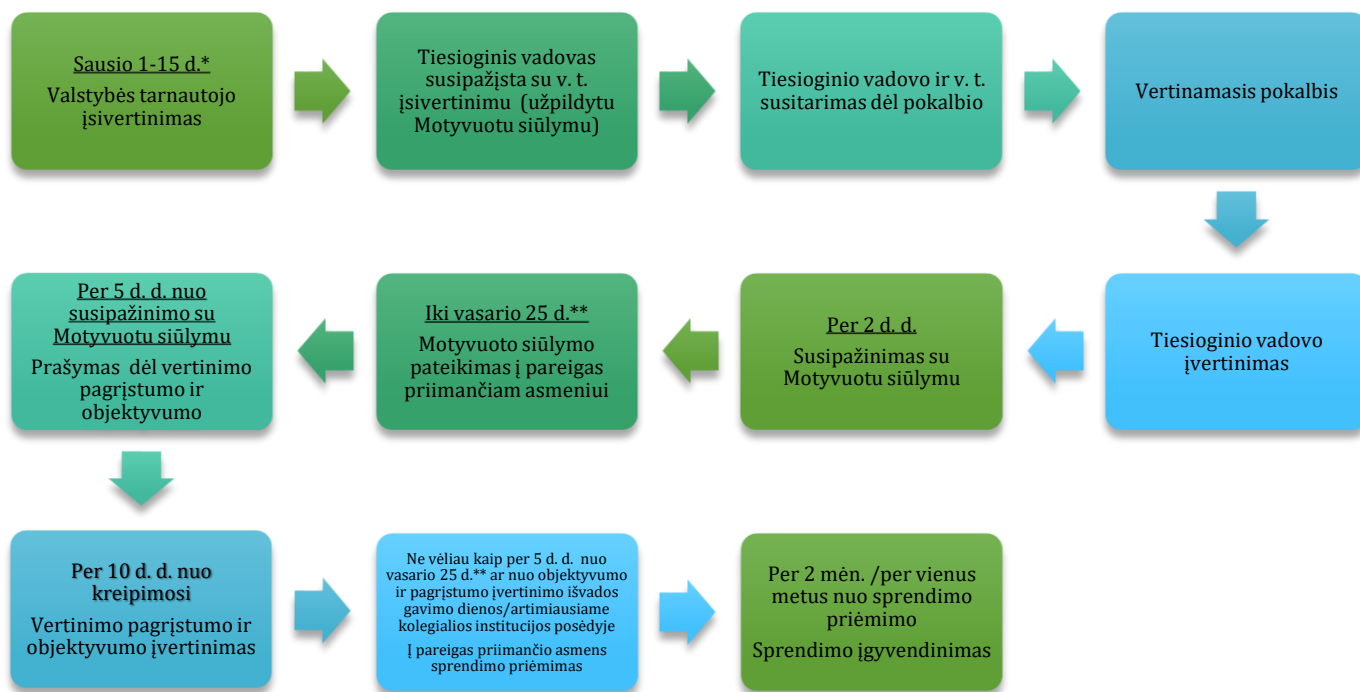 Sausio 1-15 d.*
Valstybės tarnautojo
įsivertinimas
Tiesioginis vadovas
susipažįsta su v. t.
įsivertinimu (užpildytu
Motyvuotu siūlymu)
Tiesioginio vadovo ir v. t.
susitarimas dėl pokalbio
Vertinamasis pokalbis
Tiesioginio vadovo
įvertinimas
Per 2 d. d.
Susipažinimas su
Motyvuotu siūlymu
Iki vasario 25 d.**
Motyvuoto siūlymo
pateikimas į pareigas
priimančiam asmeniui
Per 5 d. d. nuo
susipažinimo su
Motyvuotu siūlymu
Prašymas dėl vertinimo
pagrįstumo ir
objektyvumo
Per 10 d. d. nuo
kreipimosi
Vertinimo pagrįstumo ir
objektyvumo įvertinimas
Ne vėliau kaip per 5 d. d. nuo
vasario 25 d.** ar nuo objektyvumo
ir pagrįstumo įvertinimo išvados
gavimo dienos/artimiausiame
kolegialios institucijos posėdyje
Į pareigas priimančio asmens
sprendimo priėmimas
Per 2 mėn. /per vienus
metus nuo sprendimo
priėmimo
Sprendimo įgyvendinimas